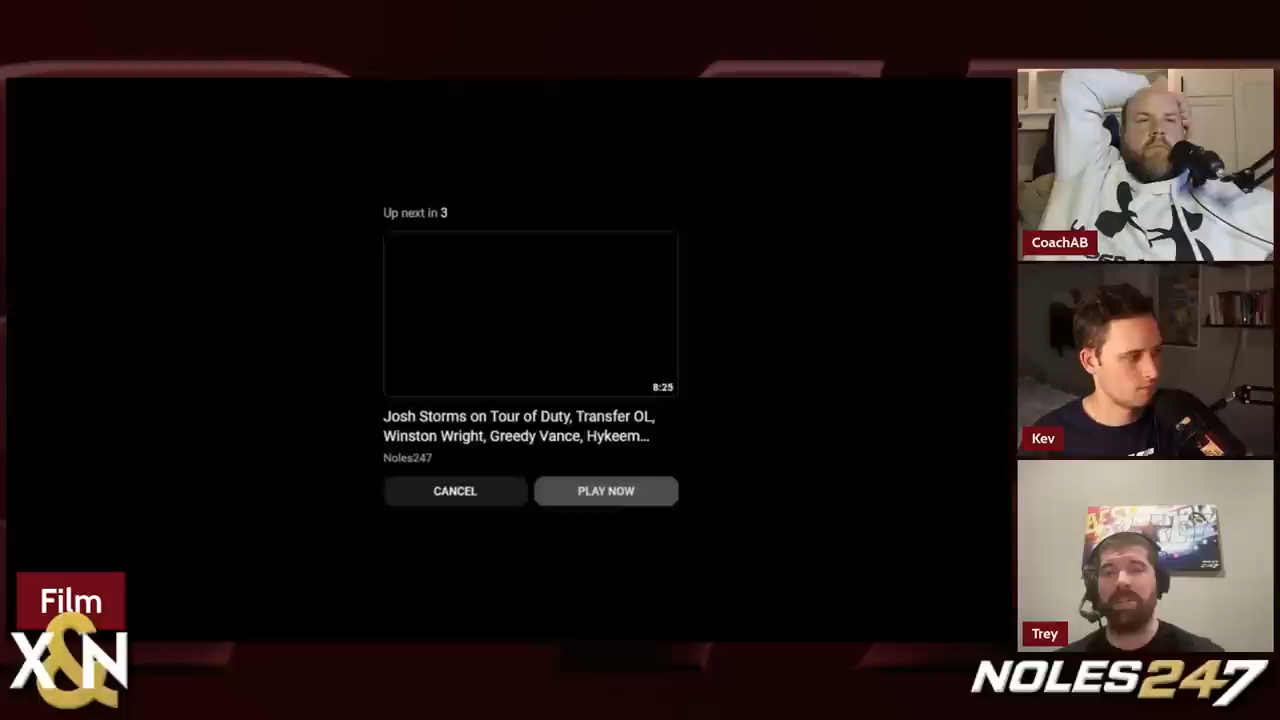 Up next in 3
8:25
Josh Storms on Tour of Duty, Transfer OL,
Winston Wright, Greedy Vance, Hykeem...
Noles247
CANCEL
PLAY NOW
CoachAB
Kev
Trey
Film
X&N
NOLES247